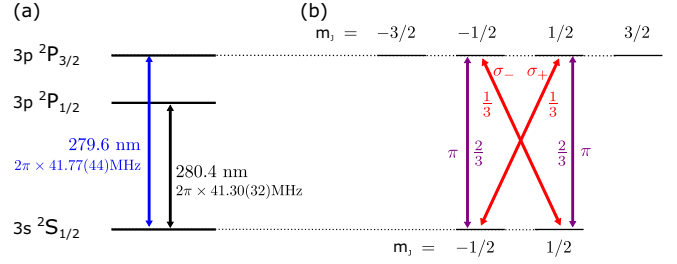 (a)
3p ²P₃/₂
3p ²P₁/₂
279.6 nm
2π × 41.77(44)MHz
280.4 nm
2π × 41.30(32)MHz
3s ²S₁/₂
(b)
mⱼ = −3/2 −1/2 1/2 3/2
σ₋ σ₊
1/3 1/3
π 2/3 2/3 π
mⱼ = −1/2 1/2